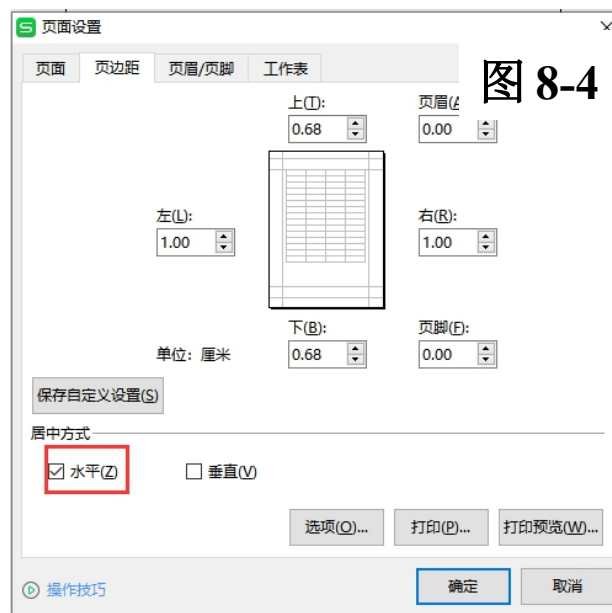 页面设置
图 8-4
页面 页边距 页眉/页脚 工作表
上(T): 页眉(A
0.68 0.00
左(L): 右(R):
1.00 1.00
下(B): 页脚(F):
单位：厘米 0.68 0.00
保存自定义设置(S)
居中方式
水平(Z) 垂直(V)
选项(O)... 打印(P)... 打印预览(W)...
操作技巧 确定 取消